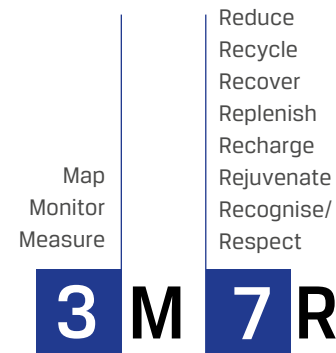 Map
Monitor
Measure
Reduce
Recycle
Recover
Replenish
Recharge
Rejuvenate
Recognise/
Respect
3 M 7 R